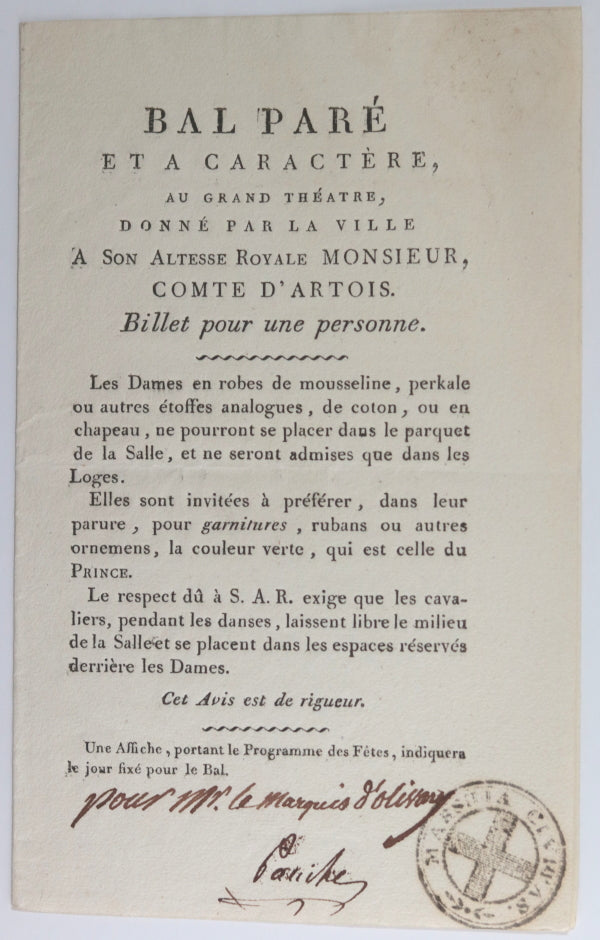 BAL PARÉ
ET A CARACTÈRE,
AU GRAND THÉATRE,
DONNÉ PAR LA VILLE
A SON ALTESSE ROYALE MONSIEUR,
COMTE D'ARTOIS.
Billet pour une personne.
Les Dames en robes de mousseline, perkale
ou autres étoffes analogues, de coton, ou en
chapeau, ne pourront se placer dans le parquet
de la Salle, et ne seront admises que dans les
Loges.
Elles sont invitées à préférer, dans leur
parure, pour garnitures, rubans ou autres
ornemens, la couleur verte, qui est celle du
PRINCE.
Le respect dû à S. A. R. exige que les cava-
liers, pendant les danses, laissent libre le milieu
de la Salle et se placent dans les espaces réservés
derrière les Dames.
Cet Avis est de rigueur.
Une Affiche, portant le Programme des Fêtes, indiquera
le jour fixé pour le Bal.
pour Mr. le Marquis d'olivary
MASSILIA CIVITAS.